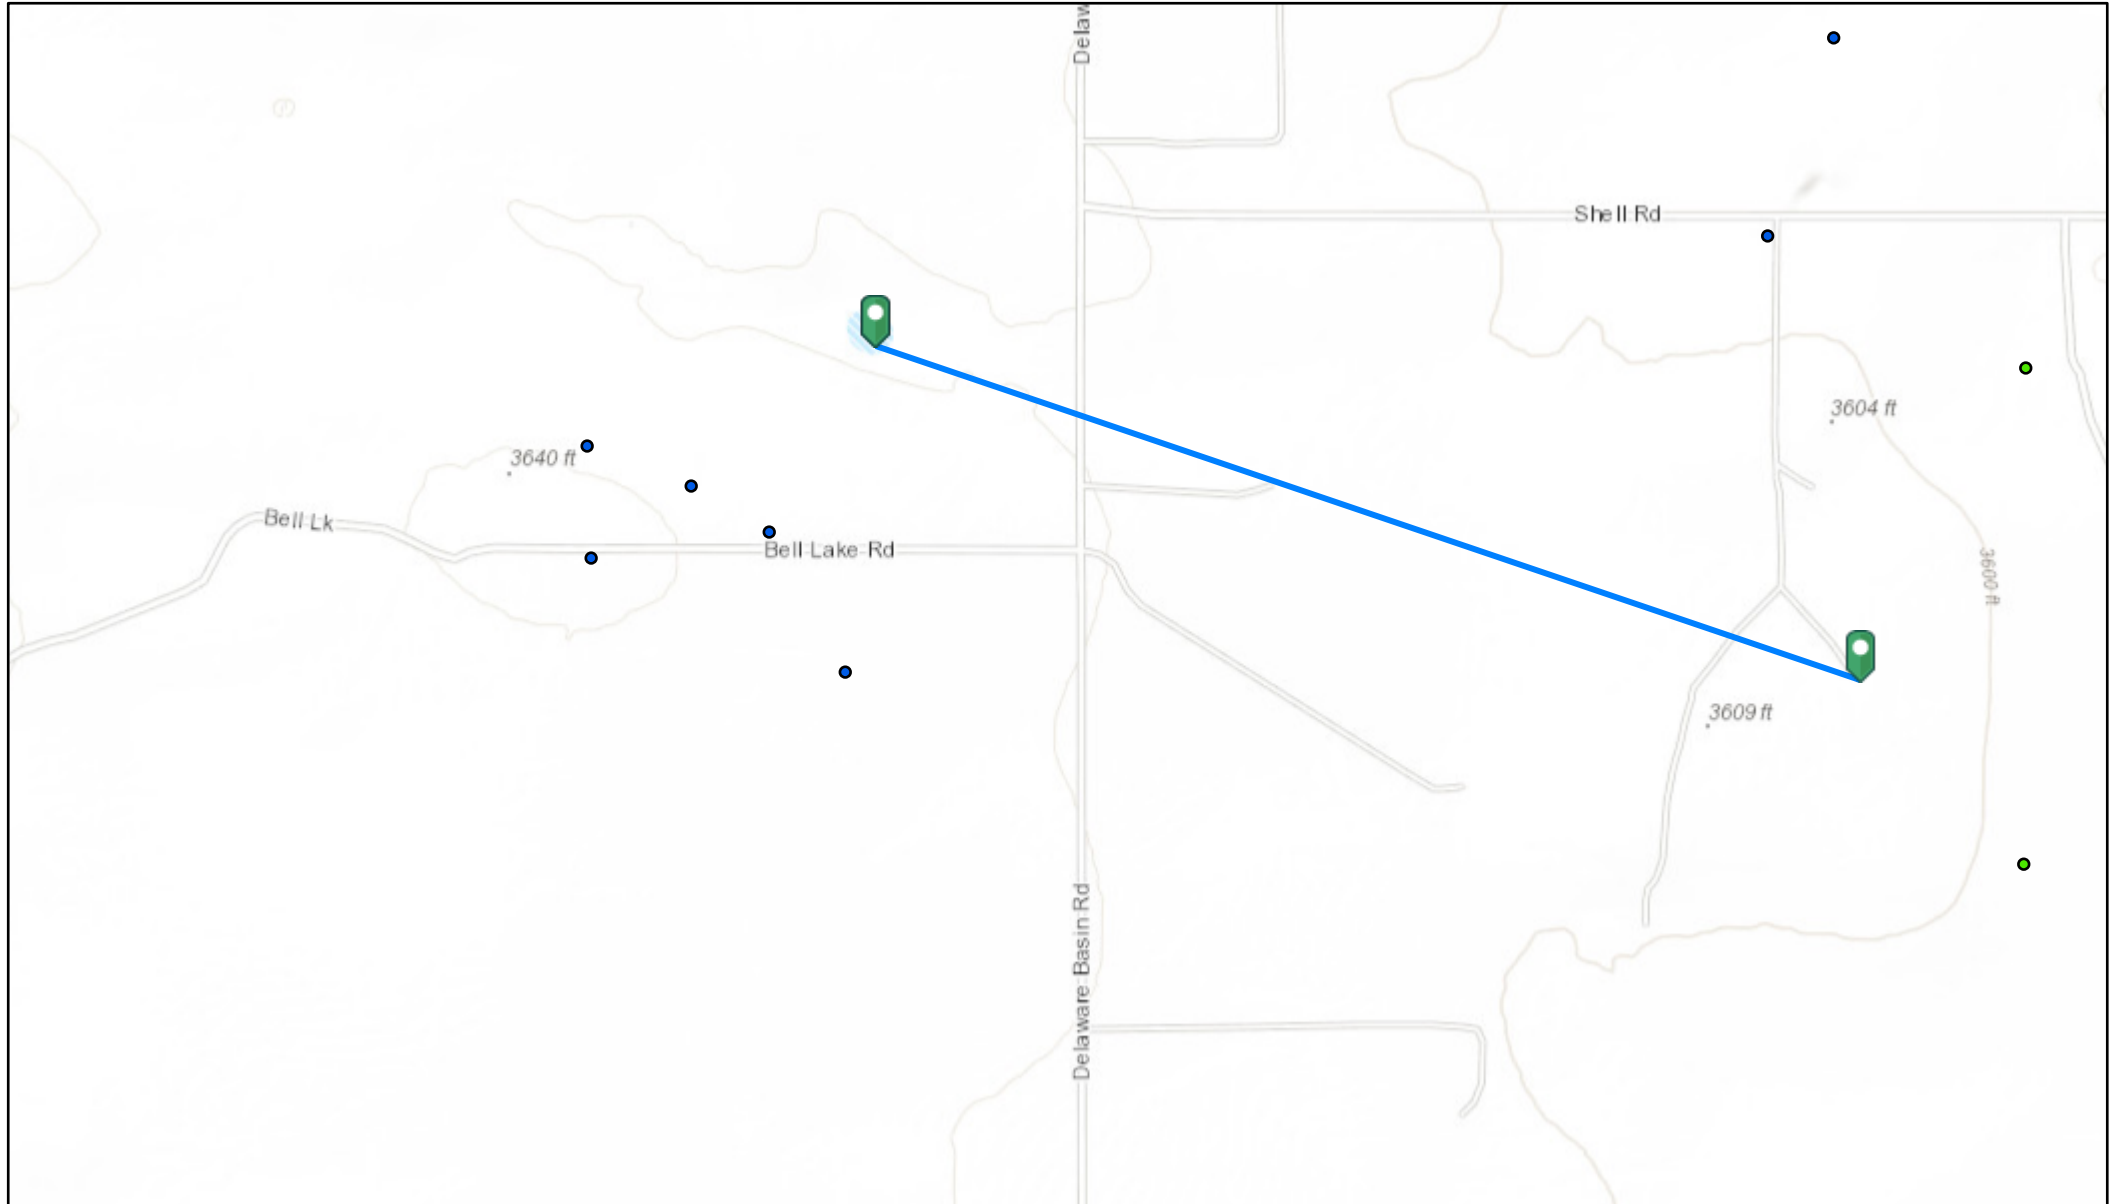 Delaw
Shell Rd
3604 ft
3640 ft
Bell Lk
Bell Lake Rd
3600 ft
3609 ft
Delaware Basin Rd